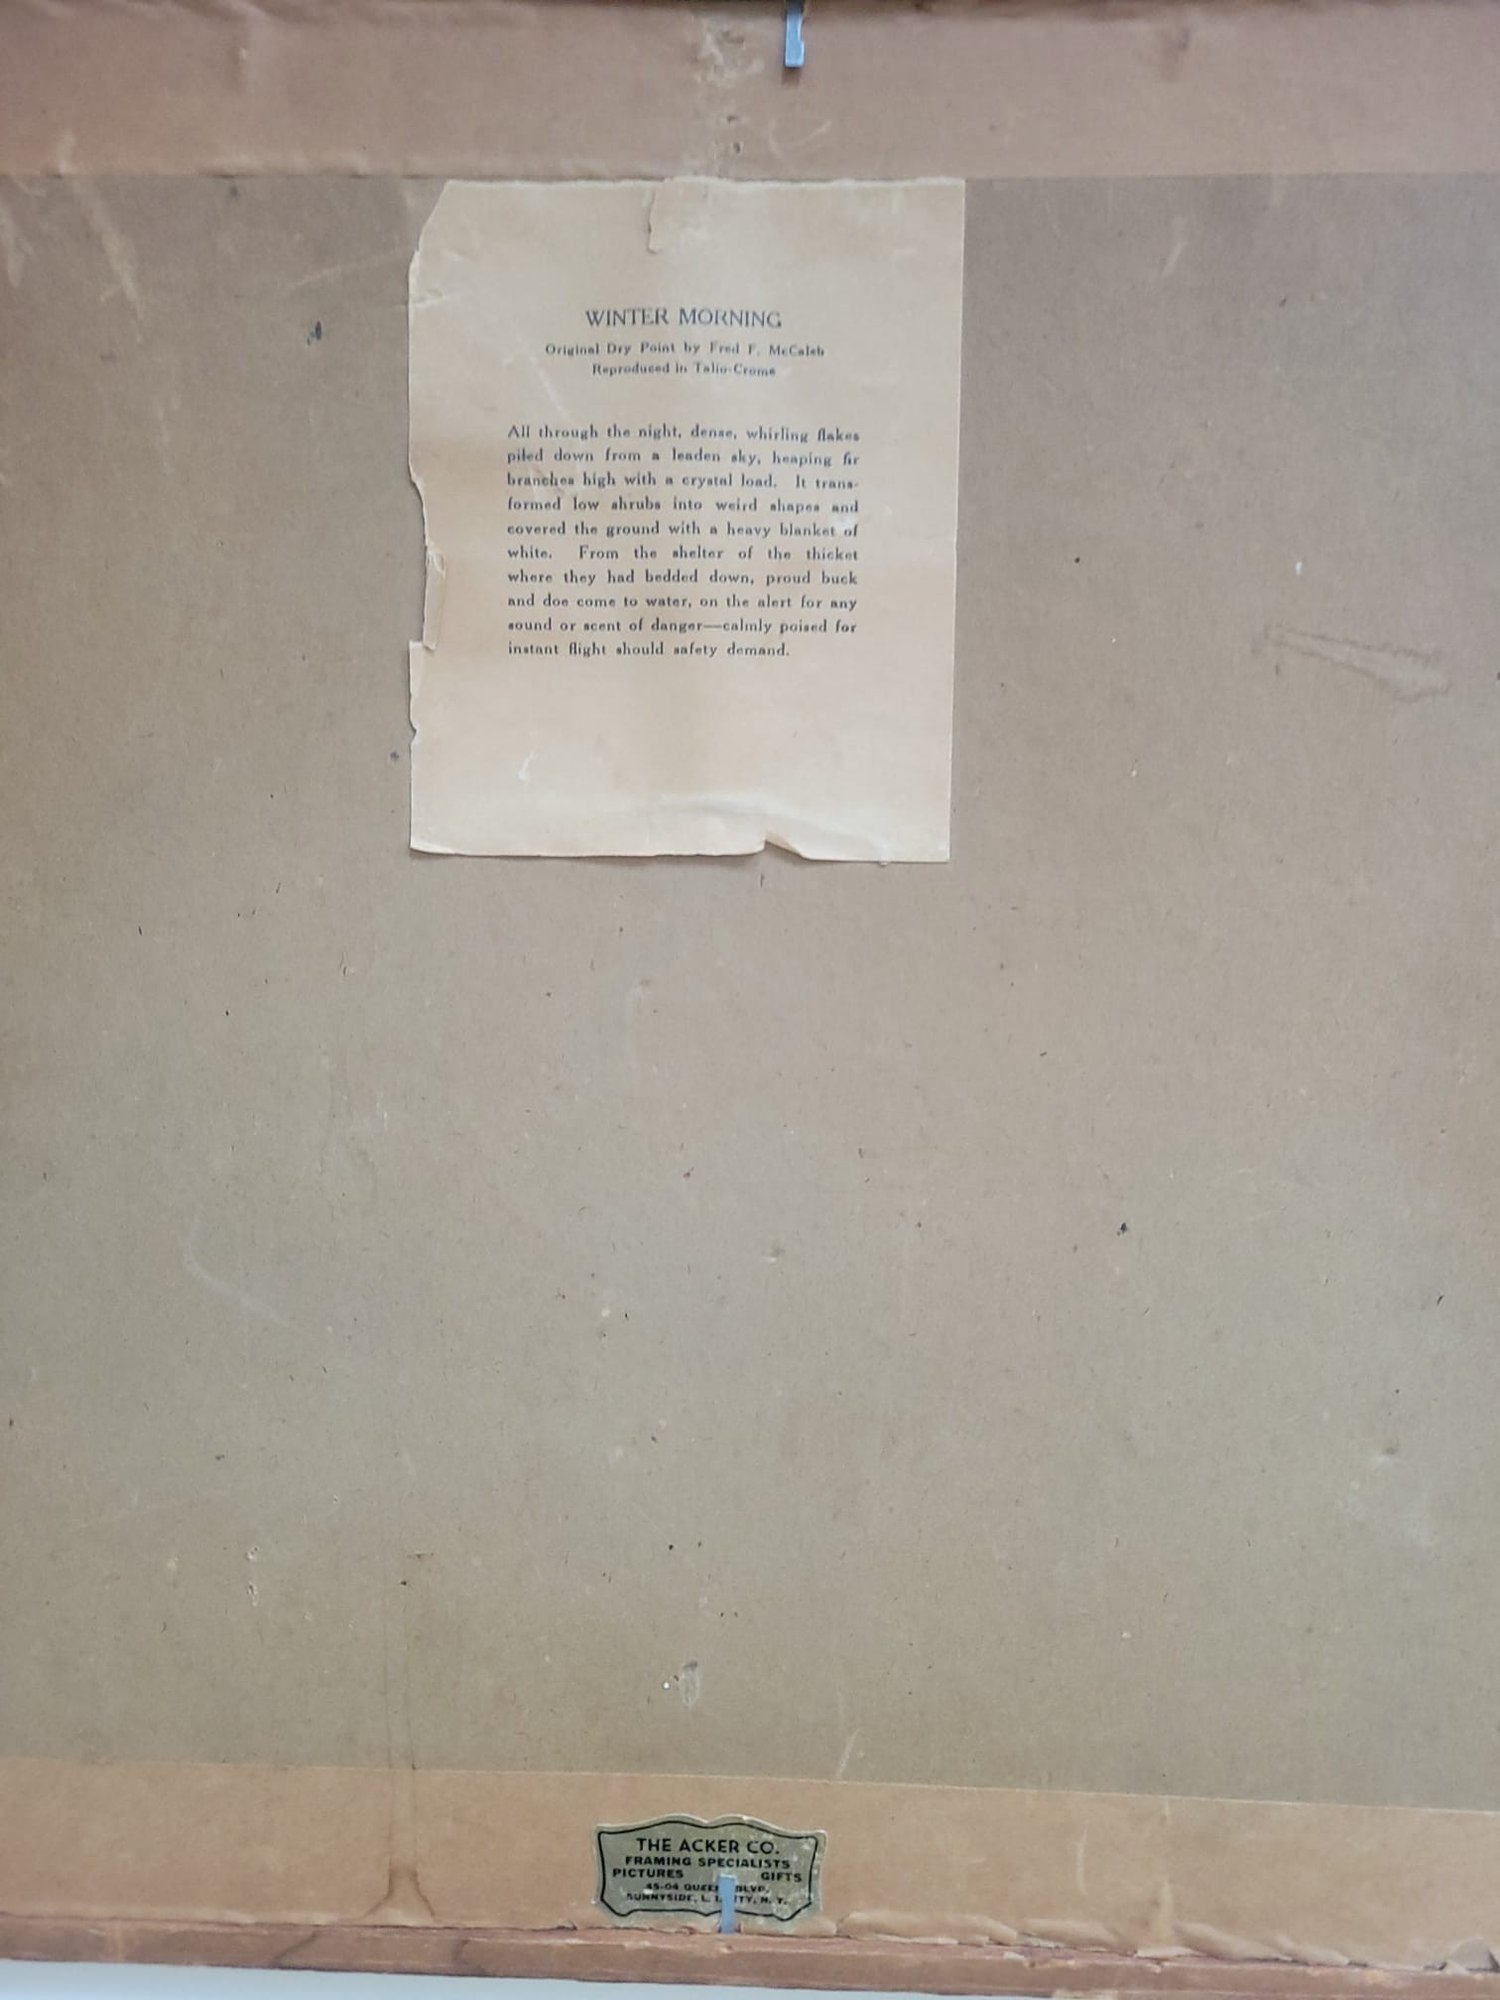 WINTER MORNING
Original Dry Point by Fred F. McCaleb
Reproduced in Talio-Crome
All through the night, dense, whirling flakes
piled down from a leaden sky, heaping fir
branches high with a crystal load. It trans-
formed low shrubs into weird shapes and
covered the ground with a heavy blanket of
white. From the shelter of the thicket
where they had bedded down, proud buck
and doe come to water, on the alert for any
sound or scent of danger—calmly poised for
instant flight should safety demand.
THE ACKER CO.
FRAMING SPECIALISTS
PICTURES GIFTS
45-04 BLVD.
SUNNYSIDE, L. N. Y.